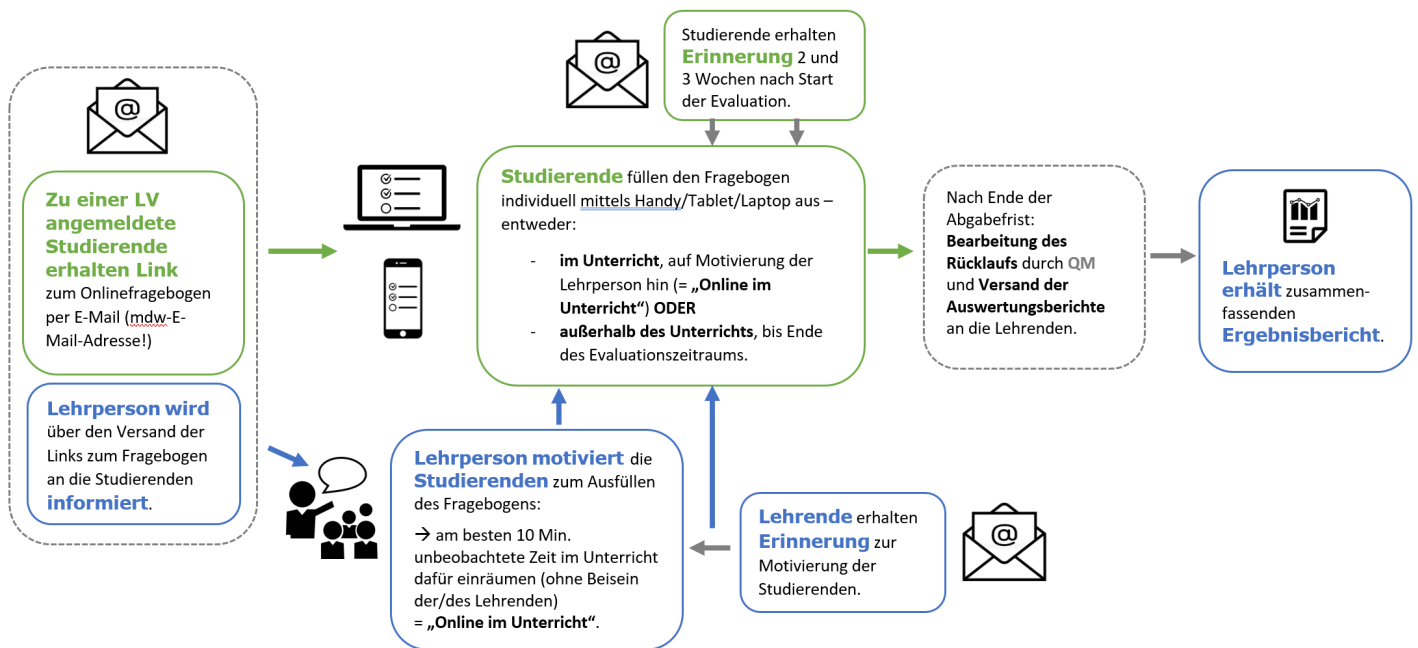 Studierende erhalten
Erinnerung 2 und
3 Wochen nach Start
der Evaluation.
@
@
Zu einer LV
angemeldete
Studierende
erhalten Link
zum Onlinefragebogen
per E-Mail (mdw-E-
Mail-Adresse!)
Lehrperson wird
über den Versand der
Links zum Fragebogen
an die Studierenden
informiert.
Studierende füllen den Fragebogen
individuell mittels Handy/Tablet/Laptop aus –
entweder:
- im Unterricht, auf Motivierung der
Lehrperson hin (= „Online im
Unterricht“) ODER
- außerhalb des Unterrichts, bis Ende
des Evaluationszeitraums.
Nach Ende der
Abgabefrist:
Bearbeitung des
Rücklaufs durch QM
und Versand der
Auswertungsberichte
an die Lehrenden.
Lehrperson
erhält zusammen-
fassenden
Ergebnisbericht.
Lehrperson motiviert die
Studierenden zum Ausfüllen
des Fragebogens:
→ am besten 10 Min.
unbeobachtete Zeit im Unterricht
dafür einräumen (ohne Beisein
der/des Lehrenden)
= „Online im Unterricht“.
Lehrende erhalten
Erinnerung zur
Motivierung der
Studierenden.
@